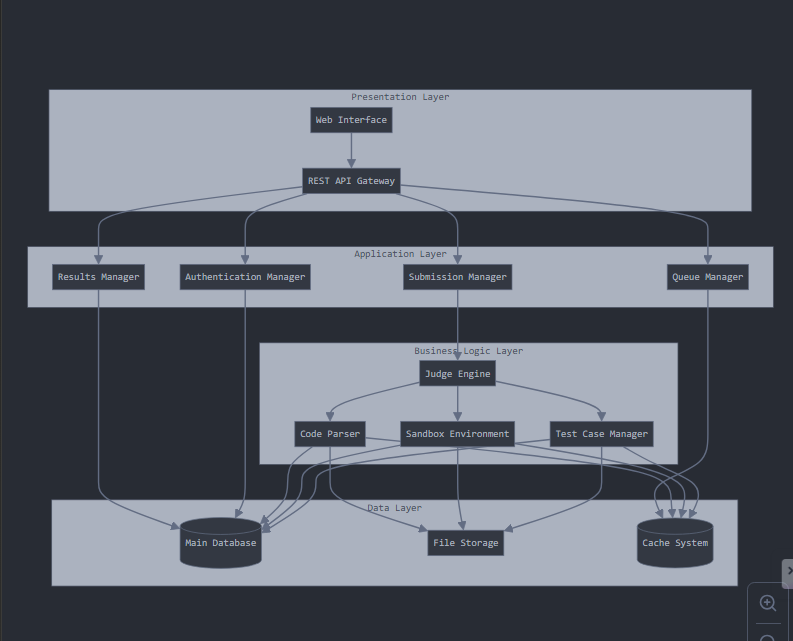 Presentation Layer
Web Interface
REST API Gateway
Application Layer
Results Manager
Authentication Manager
Submission Manager
Queue Manager
Business Logic Layer
Judge Engine
Code Parser
Sandbox Environment
Test Case Manager
Data Layer
Main Database
File Storage
Cache System